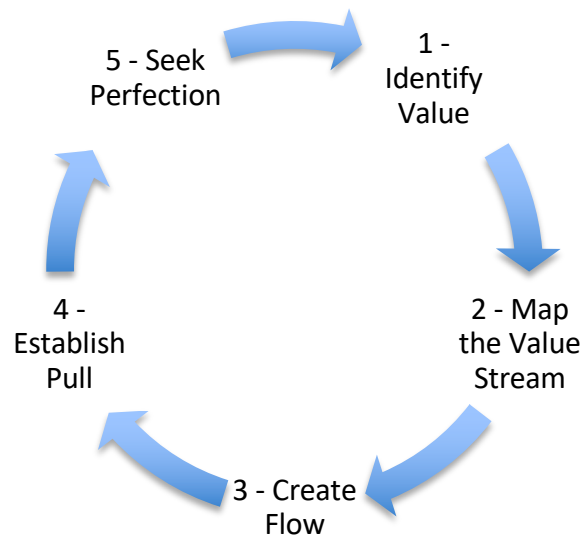 1 -
Identify
Value
2 - Map
the Value
Stream
3 - Create
Flow
4 -
Establish
Pull
5 - Seek
Perfection